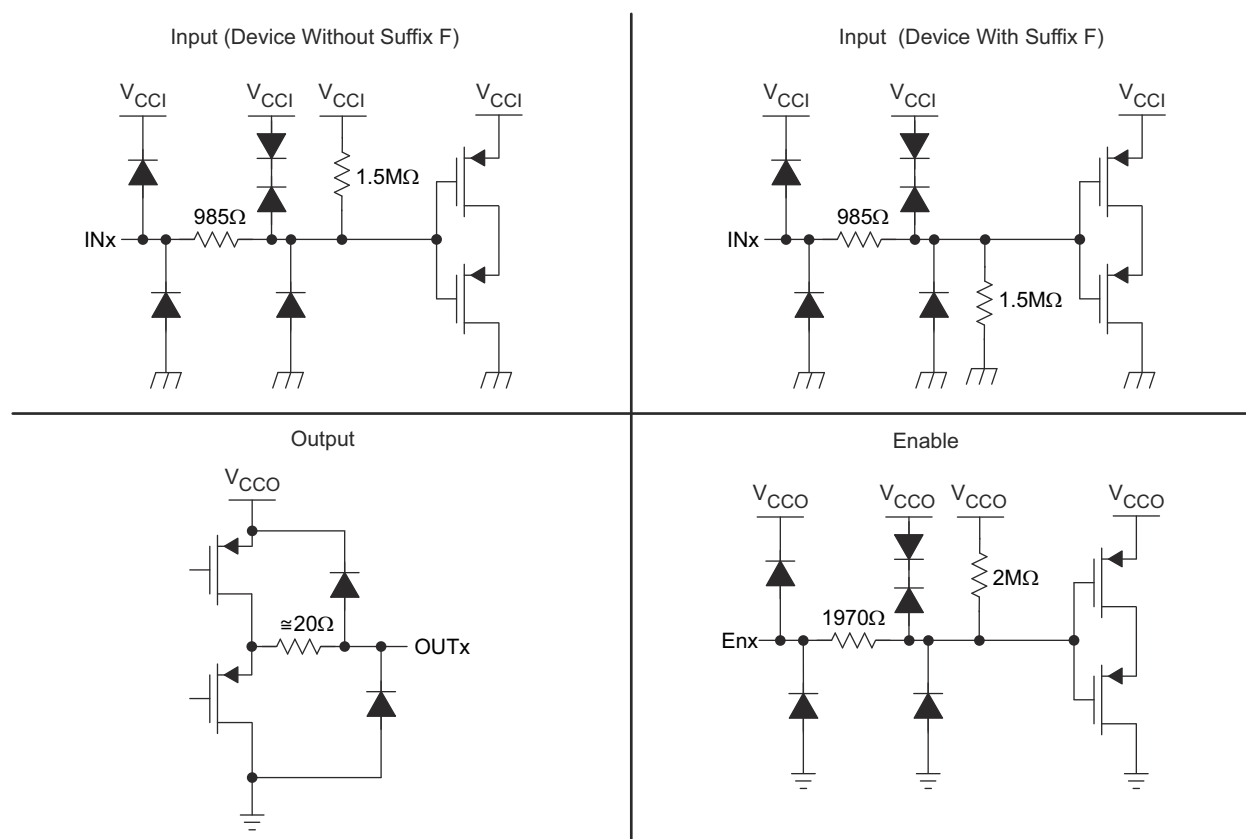 Input (Device Without Suffix F)
V_CCI V_CCI V_CCI V_CCI
1.5MΩ
985Ω
INx
Input (Device With Suffix F)
V_CCI V_CCI V_CCI
985Ω
INx
1.5MΩ
Output
V_CCO
≅20Ω
OUTx
Enable
V_CCO V_CCO V_CCO V_CCO
2MΩ
1970Ω
Enx